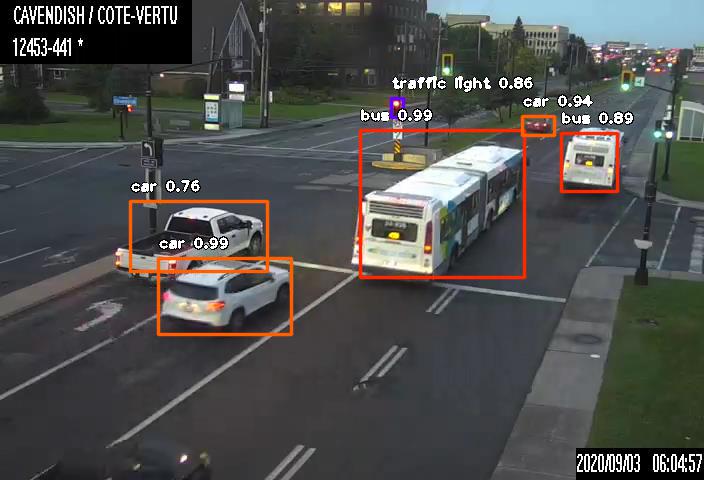 CAVENDISH / COTE-VERTU
12453-441 *
traffic light 0.86
car 0.94
bus 0.99
bus 0.89
car 0.76
car 0.99
2020/09/03 06:04:57